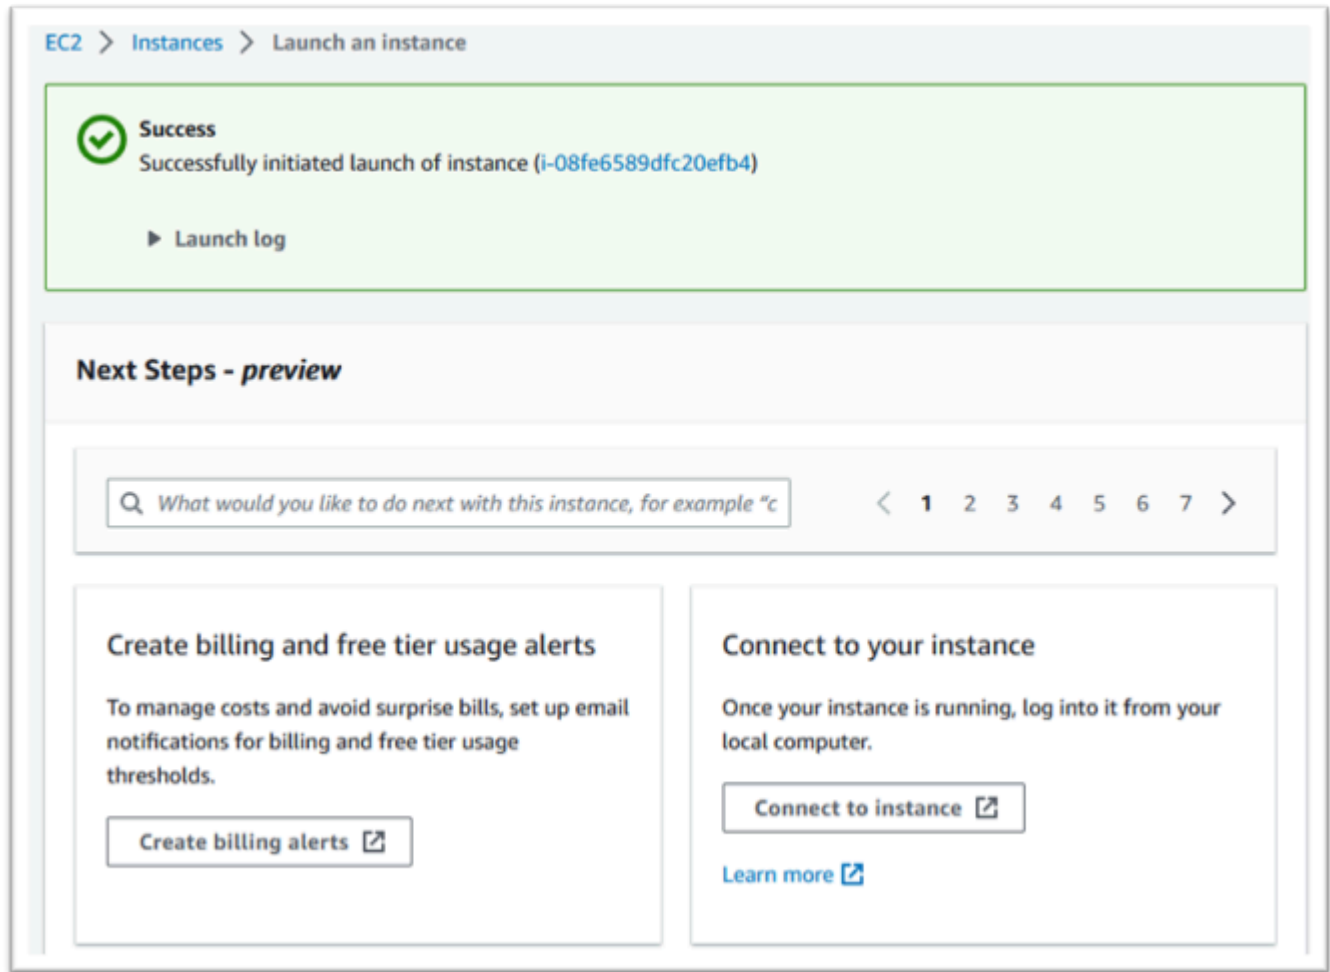 EC2 > Instances > Launch an instance
Success
Successfully initiated launch of instance (i-08fe6589dfc20efb4)
Launch log
Next Steps - preview
What would you like to do next with this instance, for example "c
1 2 3 4 5 6 7
Create billing and free tier usage alerts
To manage costs and avoid surprise bills, set up email
notifications for billing and free tier usage
thresholds.
Create billing alerts
Connect to your instance
Once your instance is running, log into it from your
local computer.
Connect to instance
Learn more